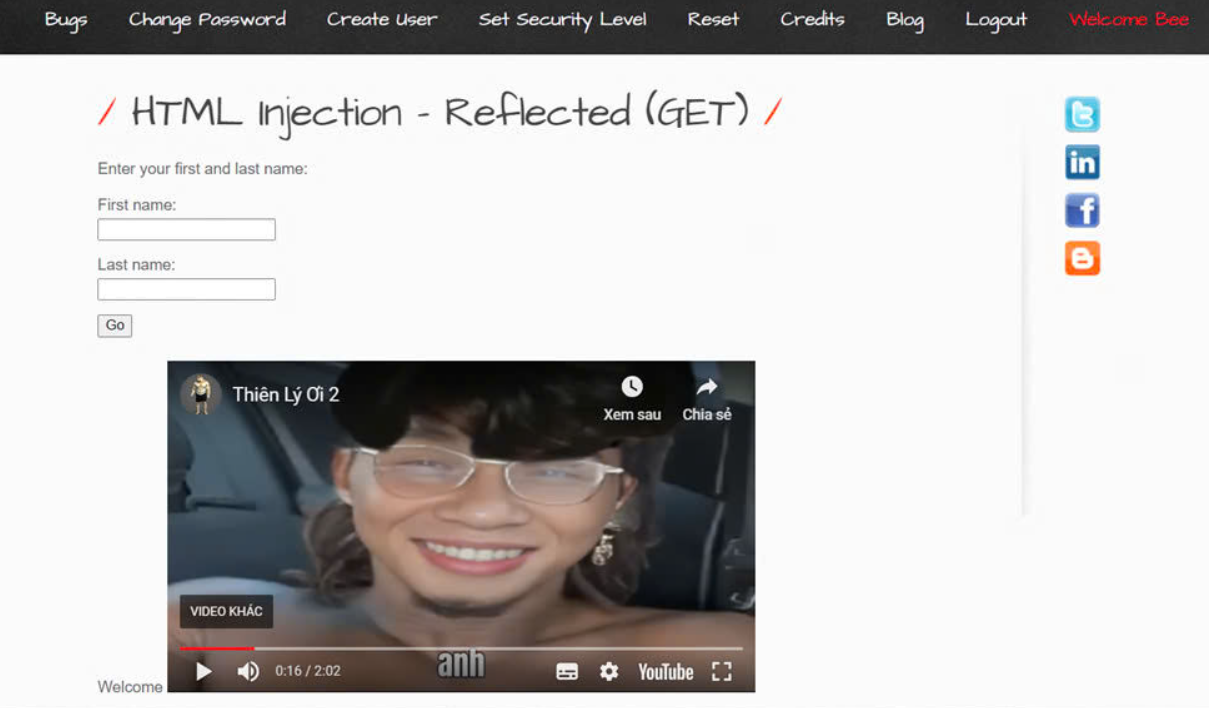 Bugs Change Password Create User Set Security Level Reset Credits Blog Logout Welcome Bee
/ HTML Injection - Reflected (GET) /
Enter your first and last name:
First name:
Last name:
Go
Thiên Lý Ơi 2
Xem sau Chia sẻ
VIDEO KHÁC
anh
0:16 / 2:02 YouTube
Welcome